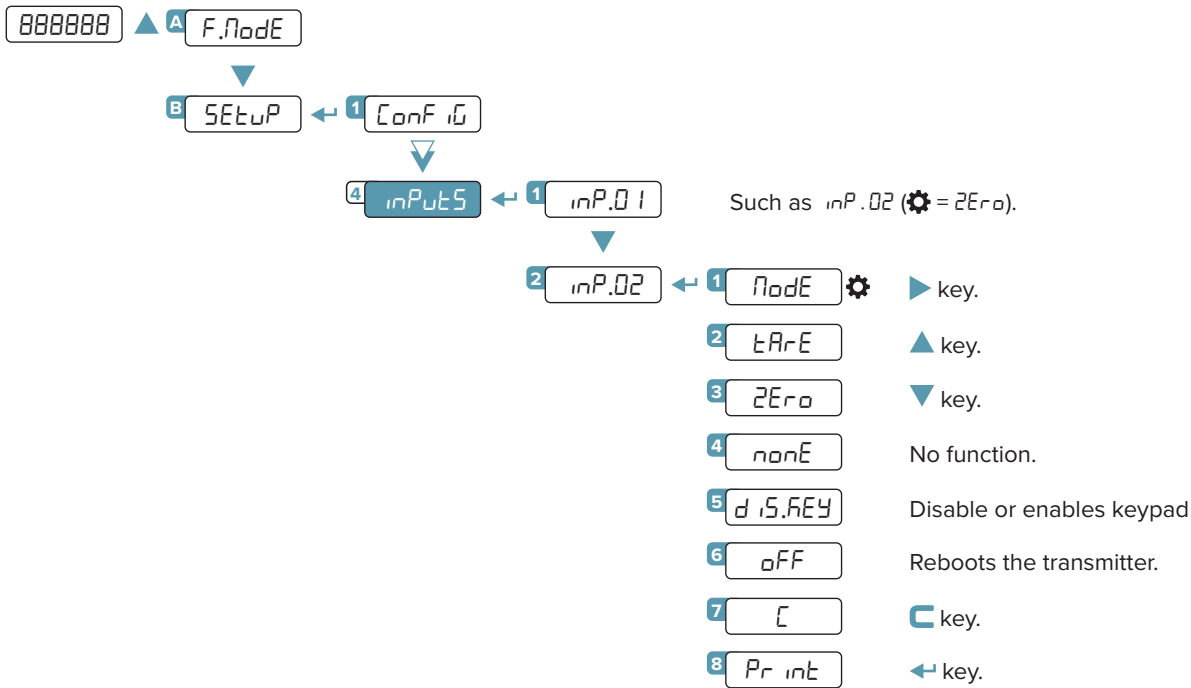 888888 A F.ModE
B SEtuP 1 ConFiG
4 inPutS 1 inP.01 Such as inP.02 ( = ZEro).
2 inP.02 1 ModE key.
2 tArE key.
3 ZEro key.
4 nonE No function.
5 diS.KEY Disable or enables keypad
6 oFF Reboots the transmitter.
7 C C key.
8 Print key.